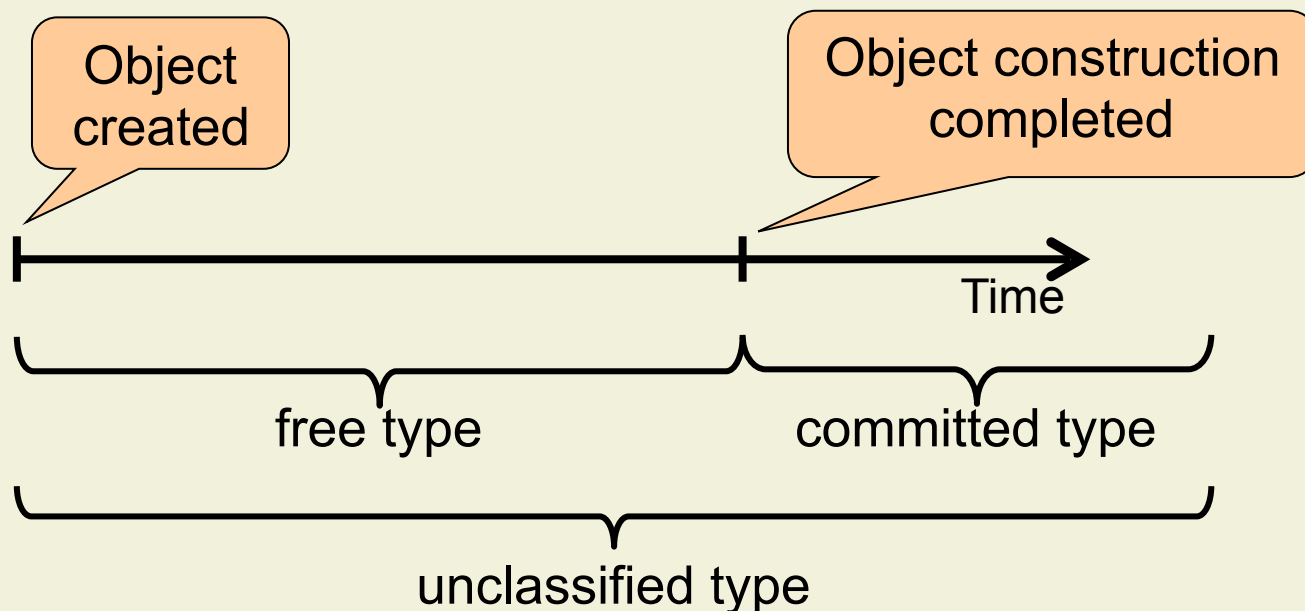 Object
created
Object construction
completed
Time
free type
committed type
unclassified type